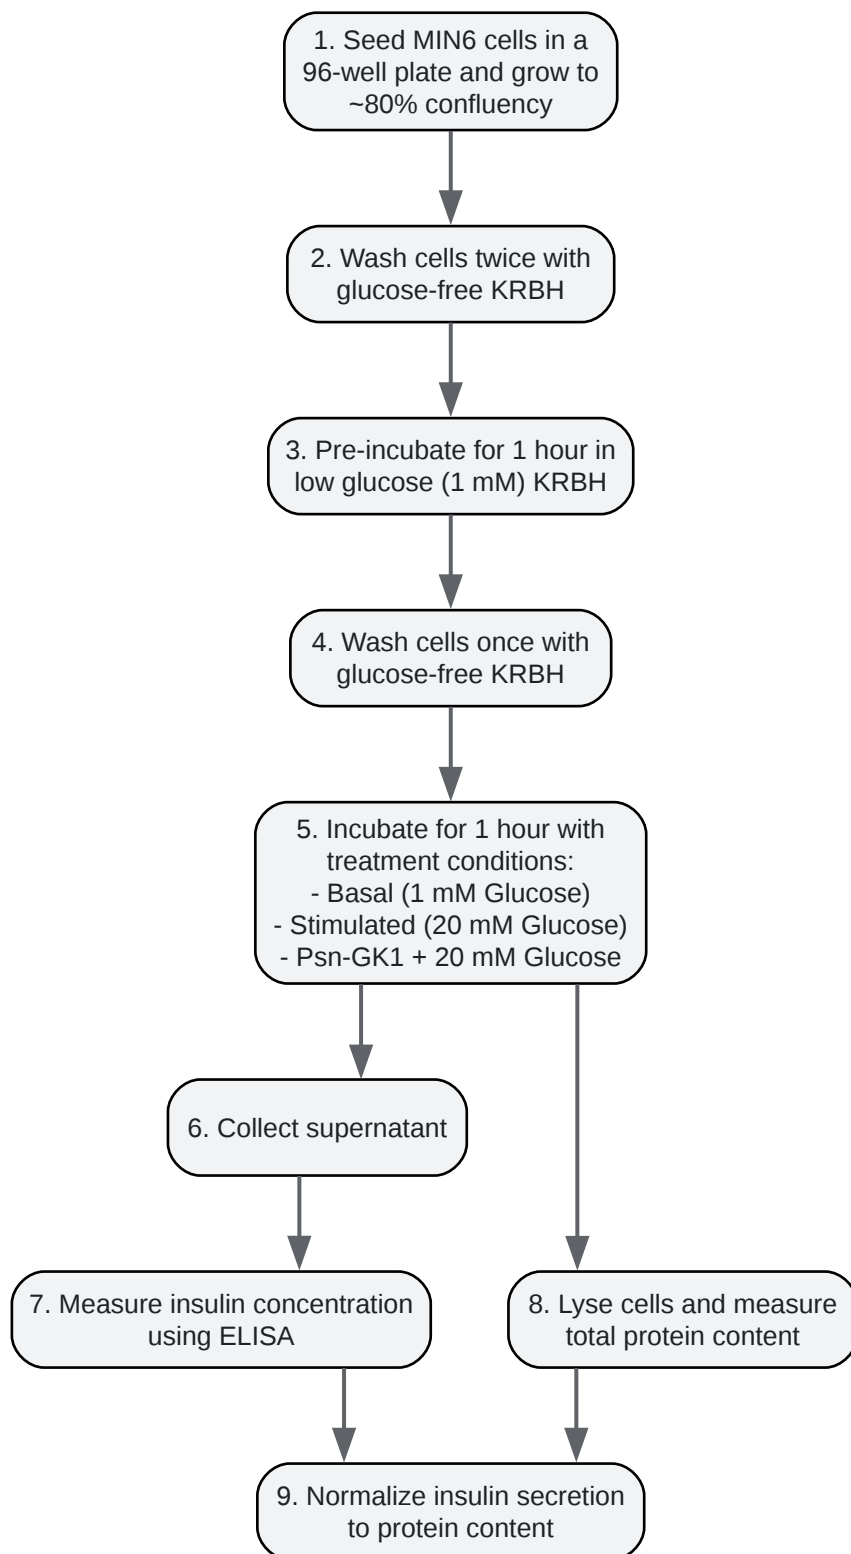 1. Seed MIN6 cells in a
96-well plate and grow to
~80% confluency
2. Wash cells twice with
glucose-free KRBH
3. Pre-incubate for 1 hour in
low glucose (1 mM) KRBH
4. Wash cells once with
glucose-free KRBH
5. Incubate for 1 hour with
treatment conditions:
- Basal (1 mM Glucose)
- Stimulated (20 mM Glucose)
- Psn-GK1 + 20 mM Glucose
6. Collect supernatant
7. Measure insulin concentration
using ELISA
8. Lyse cells and measure
total protein content
9. Normalize insulin secretion
to protein content